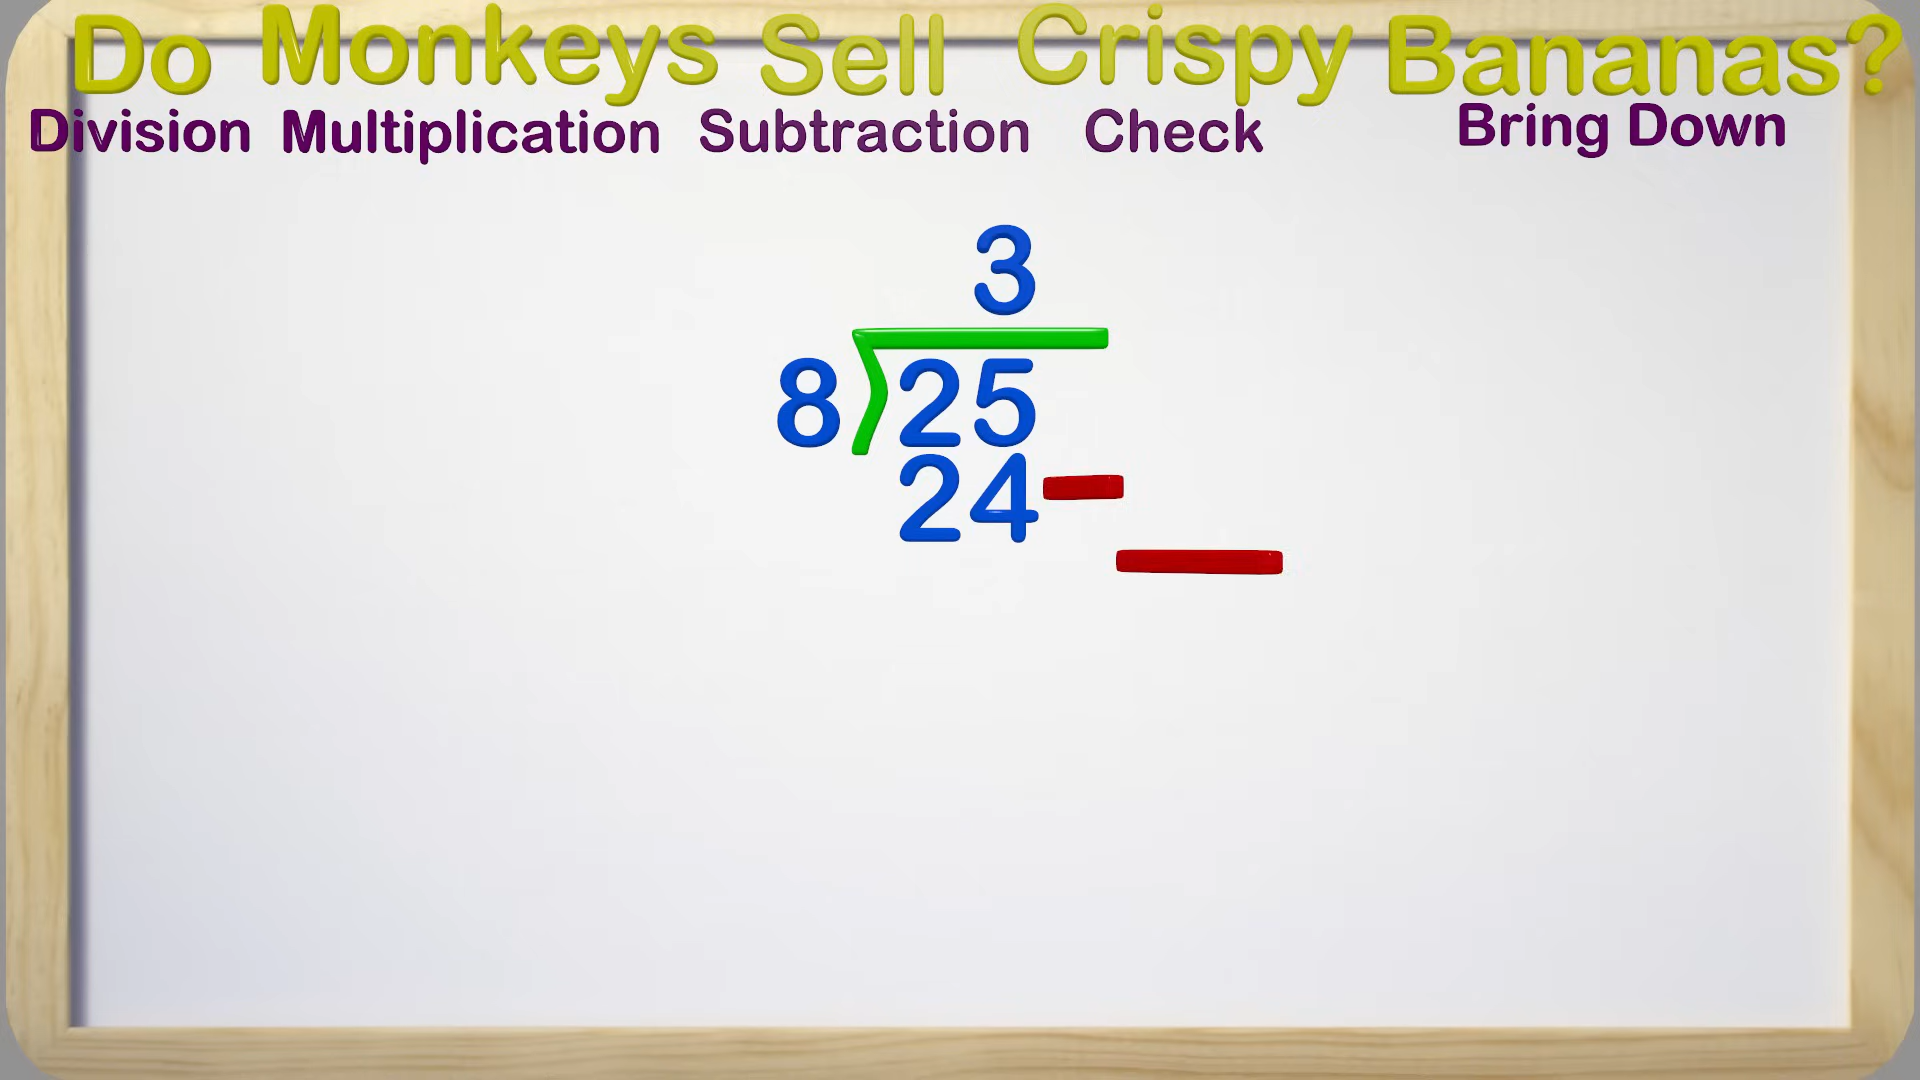 Do Monkeys Sell Crispy Bananas?
Division Multiplication Subtraction Check Bring Down
3
8 25
24